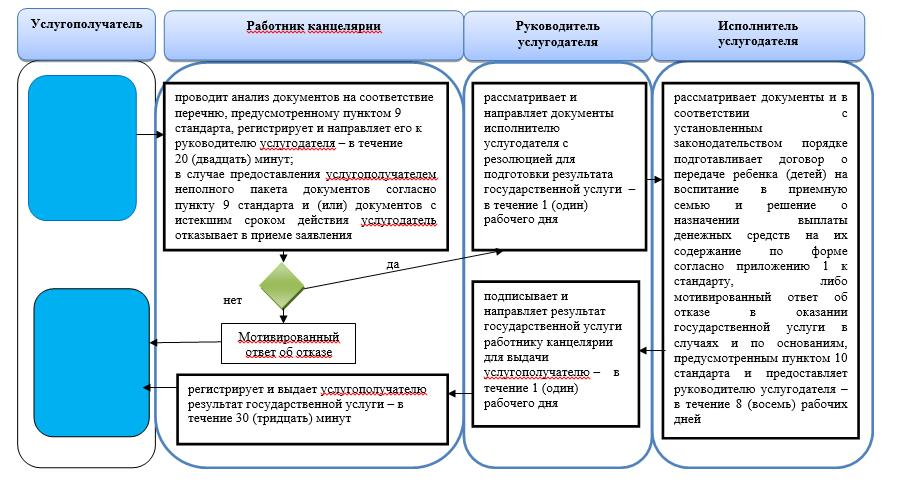 Услугополучатель
Работник канцелярии
Руководитель
услугодателя
Исполнитель
услугодателя
проводит анализ документов на соответствие
перечню, предусмотренному пунктом 9
стандарта, регистрирует и направляет его к
руководителю услугодателя – в течение
20 (двадцать) минут;
в случае предоставления услугополучателем
неполного пакета документов согласно
пункту 9 стандарта и (или) документов с
истекшим сроком действия услугодатель
отказывает в приеме заявления
рассматривает и
направляет документы
исполнителю
услугодателя с
резолюцией для
подготовки результата
государственной услуги –
в течение 1 (один)
рабочего дня
рассматривает документы и в
соответствии с
установленным
законодательством порядке
подготавливает договор о
передаче ребенка (детей) на
воспитание в приемную
семью и решение о
назначении выплаты
денежных средств на их
содержание по форме
согласно приложению 1 к
стандарту, либо
мотивированный ответ об
отказе в оказании
государственной услуги в
случаях и по основаниям,
предусмотренным пунктом 10
стандарта и предоставляет
руководителю услугодателя –
в течение 8 (восемь) рабочих
дней
да
нет
Мотивированный
ответ об отказе
подписывает и
направляет результат
государственной услуги
работнику канцелярии
для выдачи
услугополучателю – в
течение 1 (один)
рабочего дня
регистрирует и выдает услугополучателю
результат государственной услуги – в
течение 30 (тридцать) минут